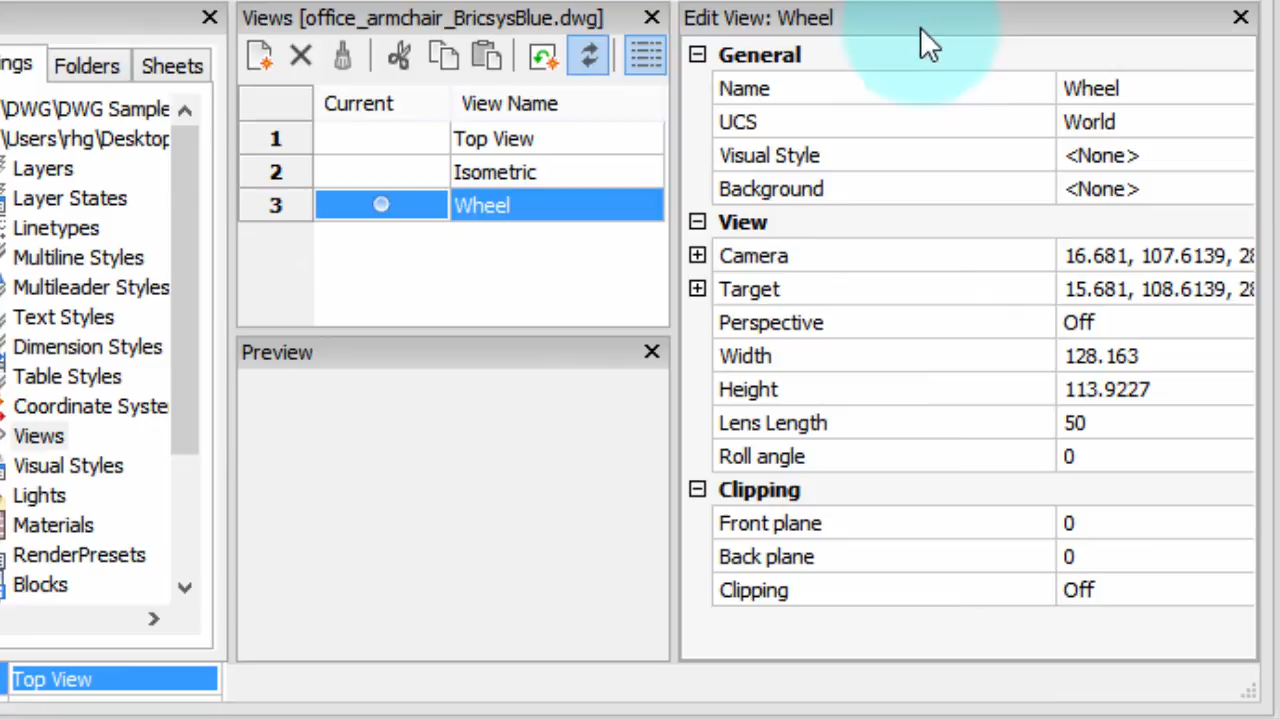 ngs
Folders
Sheets
\DWG\DWG Sample
\Users\rhg\Desktop
Layers
Layer States
Linetypes
Multiline Styles
Multileader Styles
Text Styles
Dimension Styles
Table Styles
Coordinate Syste
Views
Visual Styles
Lights
Materials
RenderPresets
Blocks
Top View
Views [office_armchair_BricsysBlue.dwg]
Current View Name
1 Top View
2 Isometric
3 Wheel
Preview
Edit View: Wheel
General
Name Wheel
UCS World
Visual Style <None>
Background <None>
View
Camera 16.681, 107.6139, 28
Target 15.681, 108.6139, 28
Perspective Off
Width 128.163
Height 113.9227
Lens Length 50
Roll angle 0
Clipping
Front plane 0
Back plane 0
Clipping Off